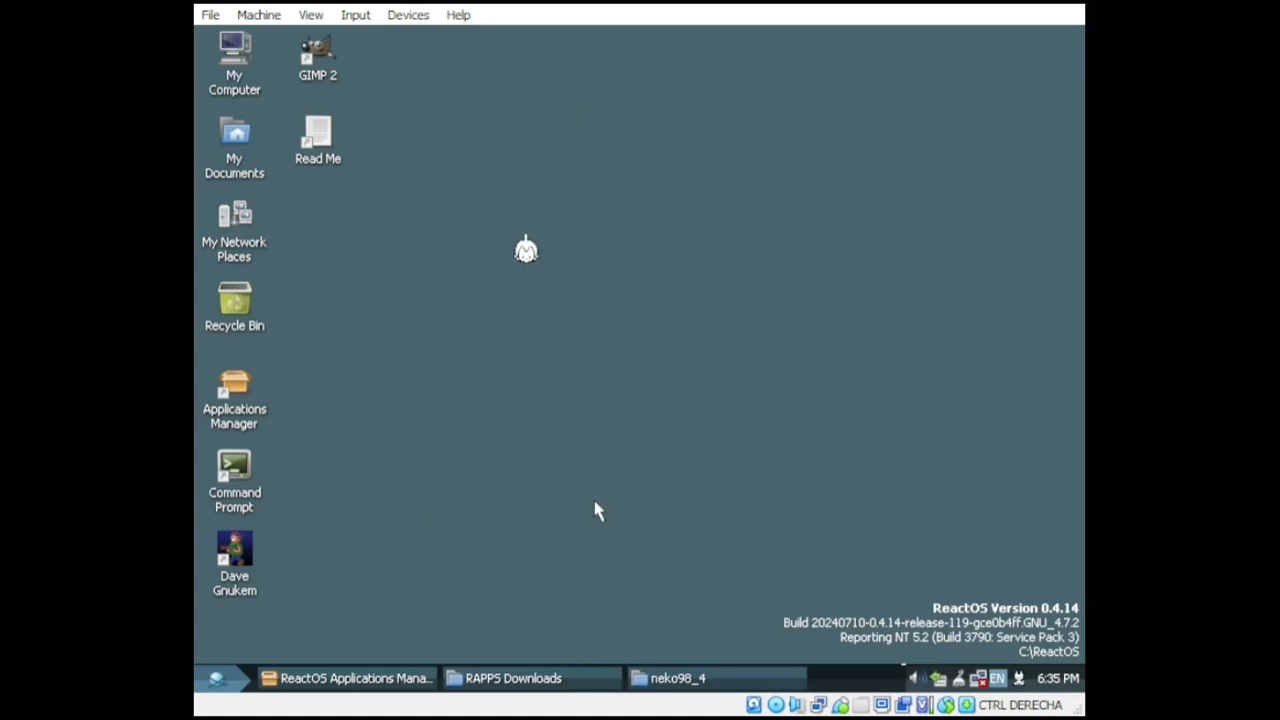 File Machine View Input Devices Help
My
Computer
GIMP 2
My
Documents
Read Me
My Network
Places
Recycle Bin
Applications
Manager
Command
Prompt
Dave
Gnukem
ReactOS Version 0.4.14
Build 20240710-0.4.14-release-119-gce0b4ff.GNU_4.7.2
Reporting NT 5.2 (Build 3790: Service Pack 3)
C:\ReactOS
ReactOS Applications Mana... RAPPS Downloads neko98_4 EN 6:35 PM
CTRL DERECHA